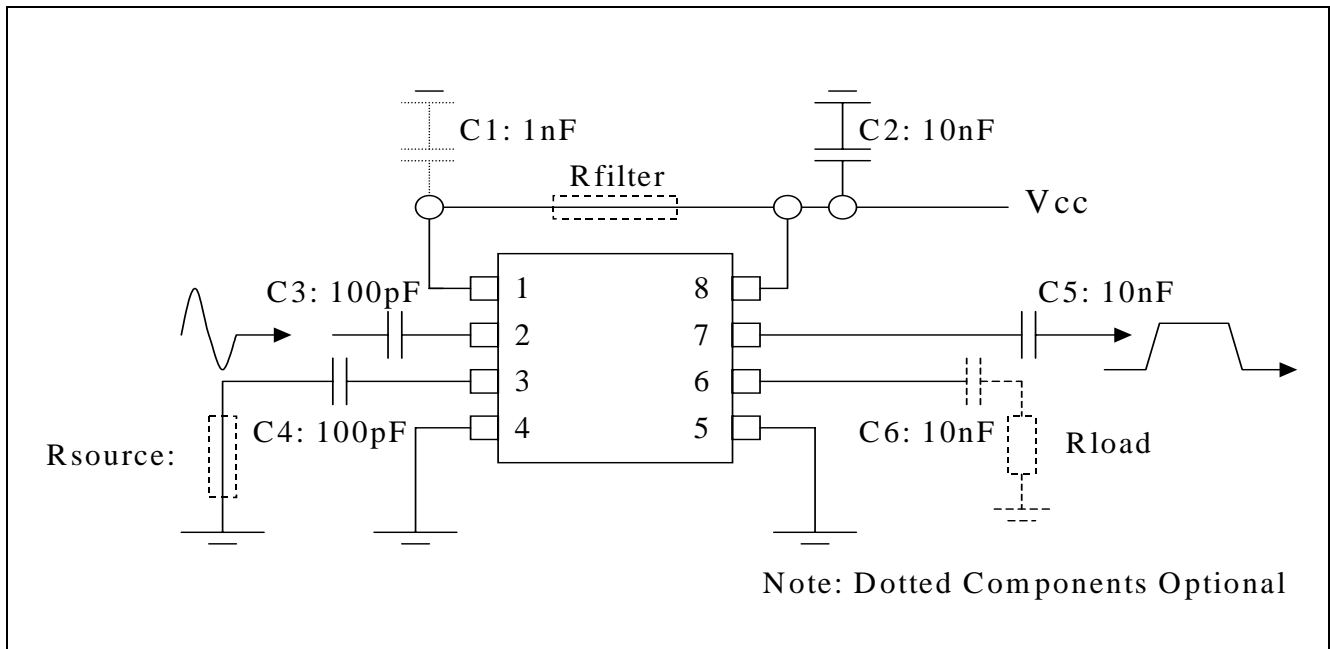 C1: 1nF
C2: 10nF
Rfilter
Vcc
C3: 100pF
1
8
C5: 10nF
2
7
3
6
C4: 100pF
4
5
C6: 10nF
Rsource:
Rload
Note: Dotted Components Optional